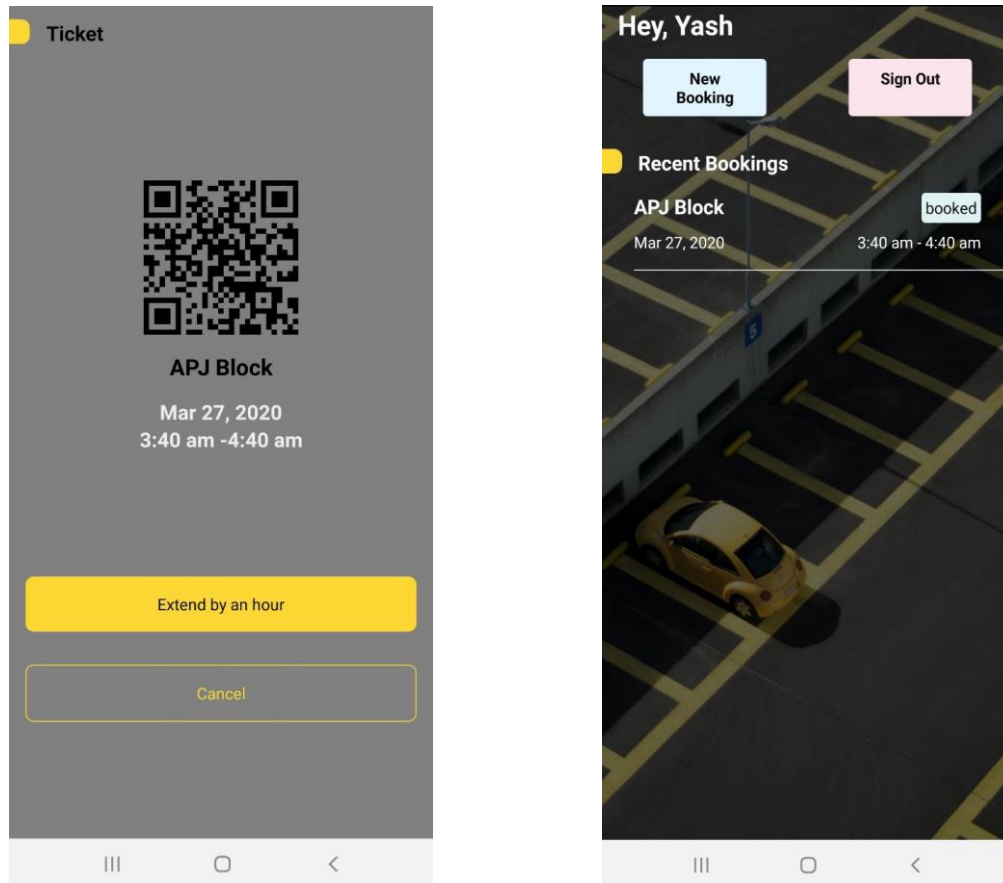 Ticket
APJ Block
Mar 27, 2020
3:40 am -4:40 am
Extend by an hour
Cancel
Hey, Yash
New
Booking
Sign Out
Recent Bookings
APJ Block
booked
Mar 27, 2020
3:40 am - 4:40 am
5